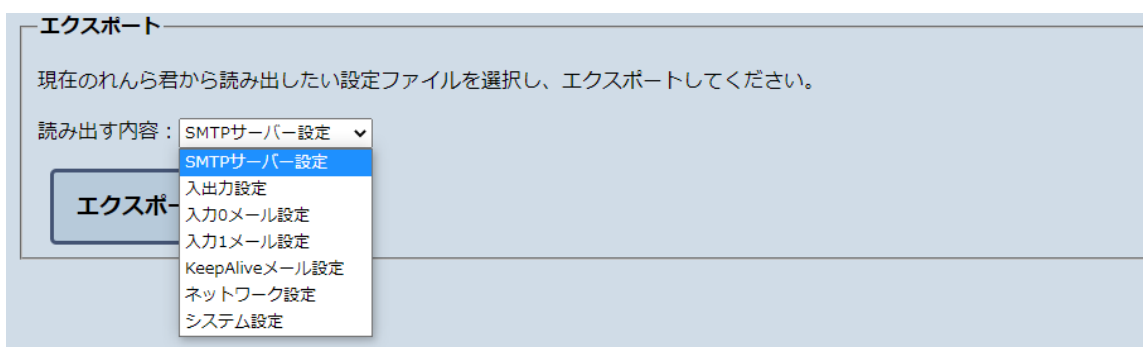 エクスポート
現在のれんら君から読み出したい設定ファイルを選択し、エクスポートしてください。
読み出す内容：SMTPサーバー設定
SMTPサーバー設定
入出力設定
エクスポー
入力0メール設定
入力1メール設定
KeepAliveメール設定
ネットワーク設定
システム設定